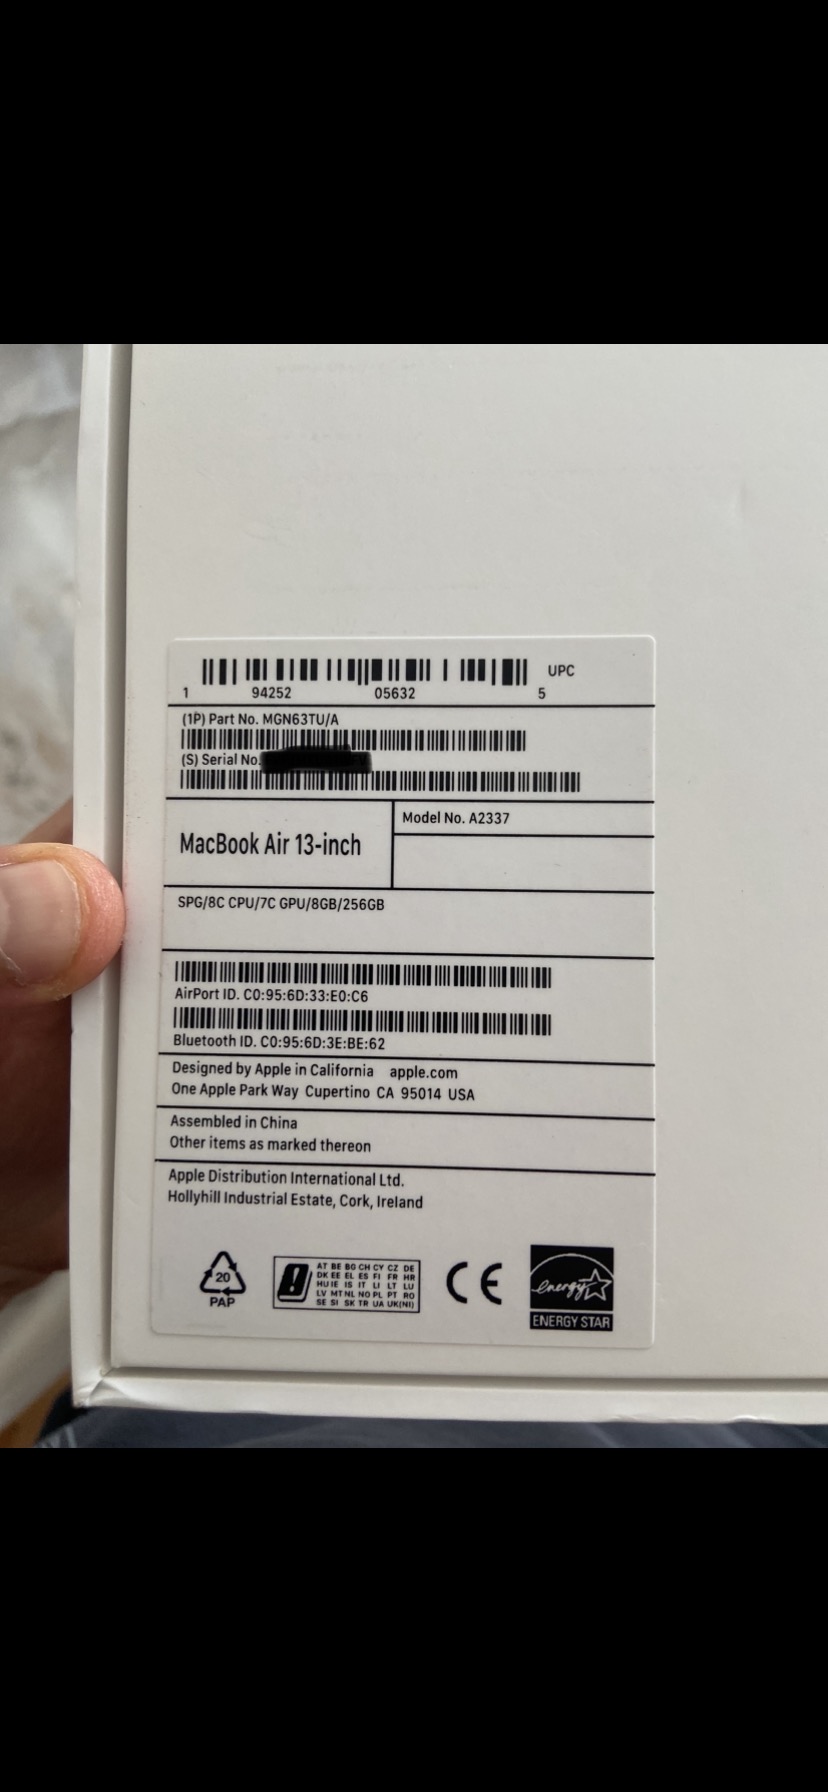 UPC
1 94252 05632 5
(1P) Part No. MGN63TU/A
(S) Serial No.
MacBook Air 13-inch
Model No. A2337
SPG/8C CPU/7C GPU/8GB/256GB
AirPort ID. C0:95:6D:33:E0:C6
Bluetooth ID. C0:95:6D:3E:BE:62
Designed by Apple in California apple.com
One Apple Park Way Cupertino CA 95014 USA
Assembled in China
Other items as marked thereon
Apple Distribution International Ltd.
Hollyhill Industrial Estate, Cork, Ireland
20
PAP
AT BE BG CH CY CZ DE
DK EE EL ES FI FR HR
HU IE IS IT LI LT LU
LV MT NL NO PL PT RO
SE SI SK TR UA UK(NI)
CE
energy
ENERGY STAR